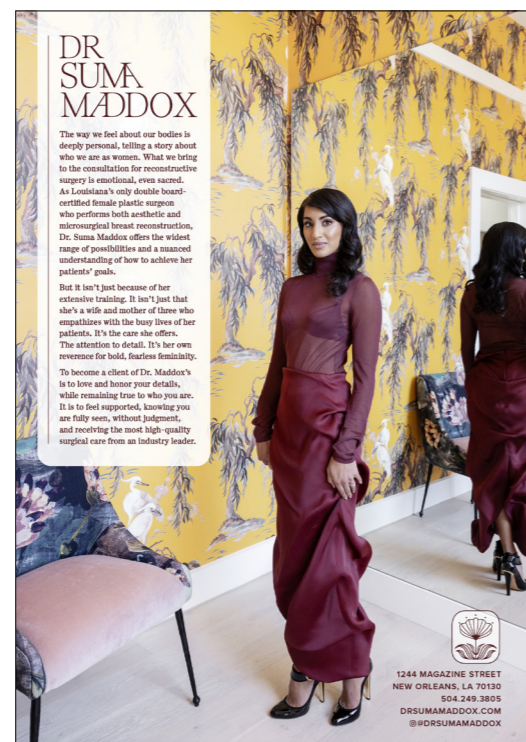 DR
SUMA
MADDOX
The way we feel about our bodies is
deeply personal, telling a story about
who we are as women. What we bring
to the consultation for reconstructive
surgery is emotional, even sacred.
As Louisiana's only double board-
certified female plastic surgeon
who performs both aesthetic and
microsurgical breast reconstruction,
Dr. Suma Maddox offers the widest
range of possibilities and a nuanced
understanding of how to achieve her
patients' goals.
But it isn't just because of her
extensive training. It isn't just that
she's a wife and mother of three who
empathizes with the busy lives of her
patients. It's the care she offers.
The attention to detail. It's her own
reverence for bold, fearless femininity.
To become a client of Dr. Maddox's
is to love and honor your details,
while remaining true to who you are.
It is to feel supported, knowing you
are fully seen, without judgment,
and receiving the most high-quality
surgical care from an industry leader.
1244 MAGAZINE STREET
NEW ORLEANS, LA 70130
504.249.3805
DRSUMAMADDOX.COM
@DRSUMAMADDOX